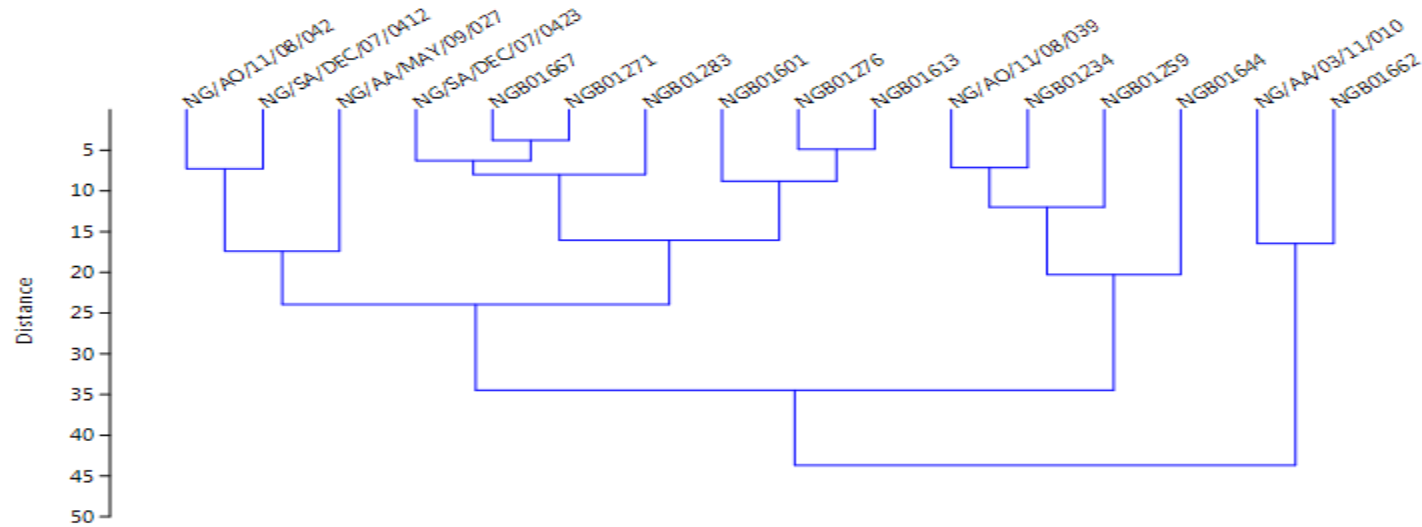 NG/AO/11/08/042
NG/SA/DEC/07/0412
NG/AA/MAY/09/027
NG/SA/DEC/07/0423
NGB01667
NGB01271
NGB01283
NGB01601
NGB01276
NGB01613
NG/AO/11/08/039
NGB01234
NGB01259
NGB01644
NG/AA/03/11/010
NGB01662
5
10
15
20
25
30
35
40
45
50
Distance